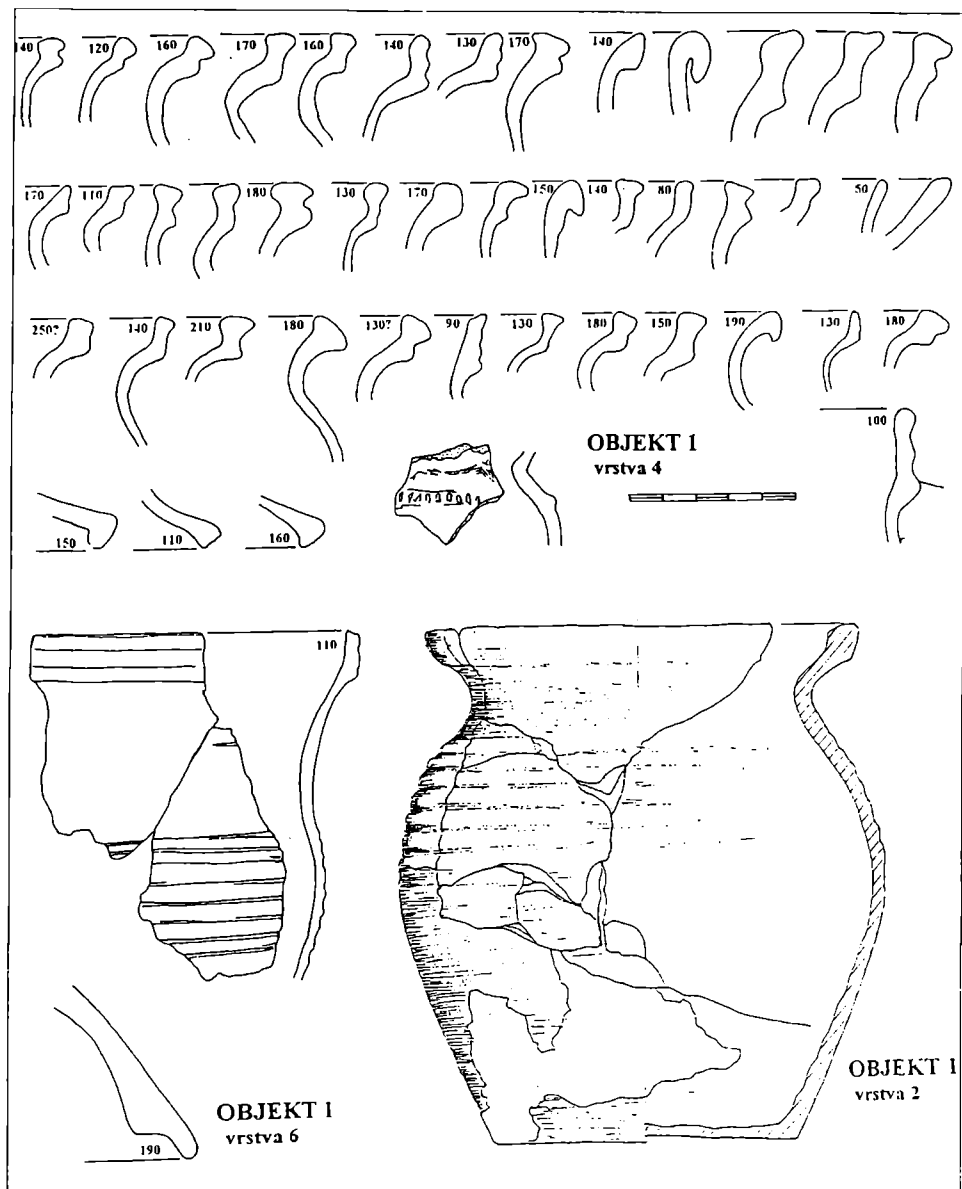 140 120 160 170 160 140 130 170 140
170 110 180 130 170 150 140 80 50
250? 140 210 180 130? 90 130 180 150 190 130 180
100
OBJEKT 1
vrstva 4
150 110 160
110
OBJEKT 1
vrstva 2
OBJEKT 1
vrstva 6
190